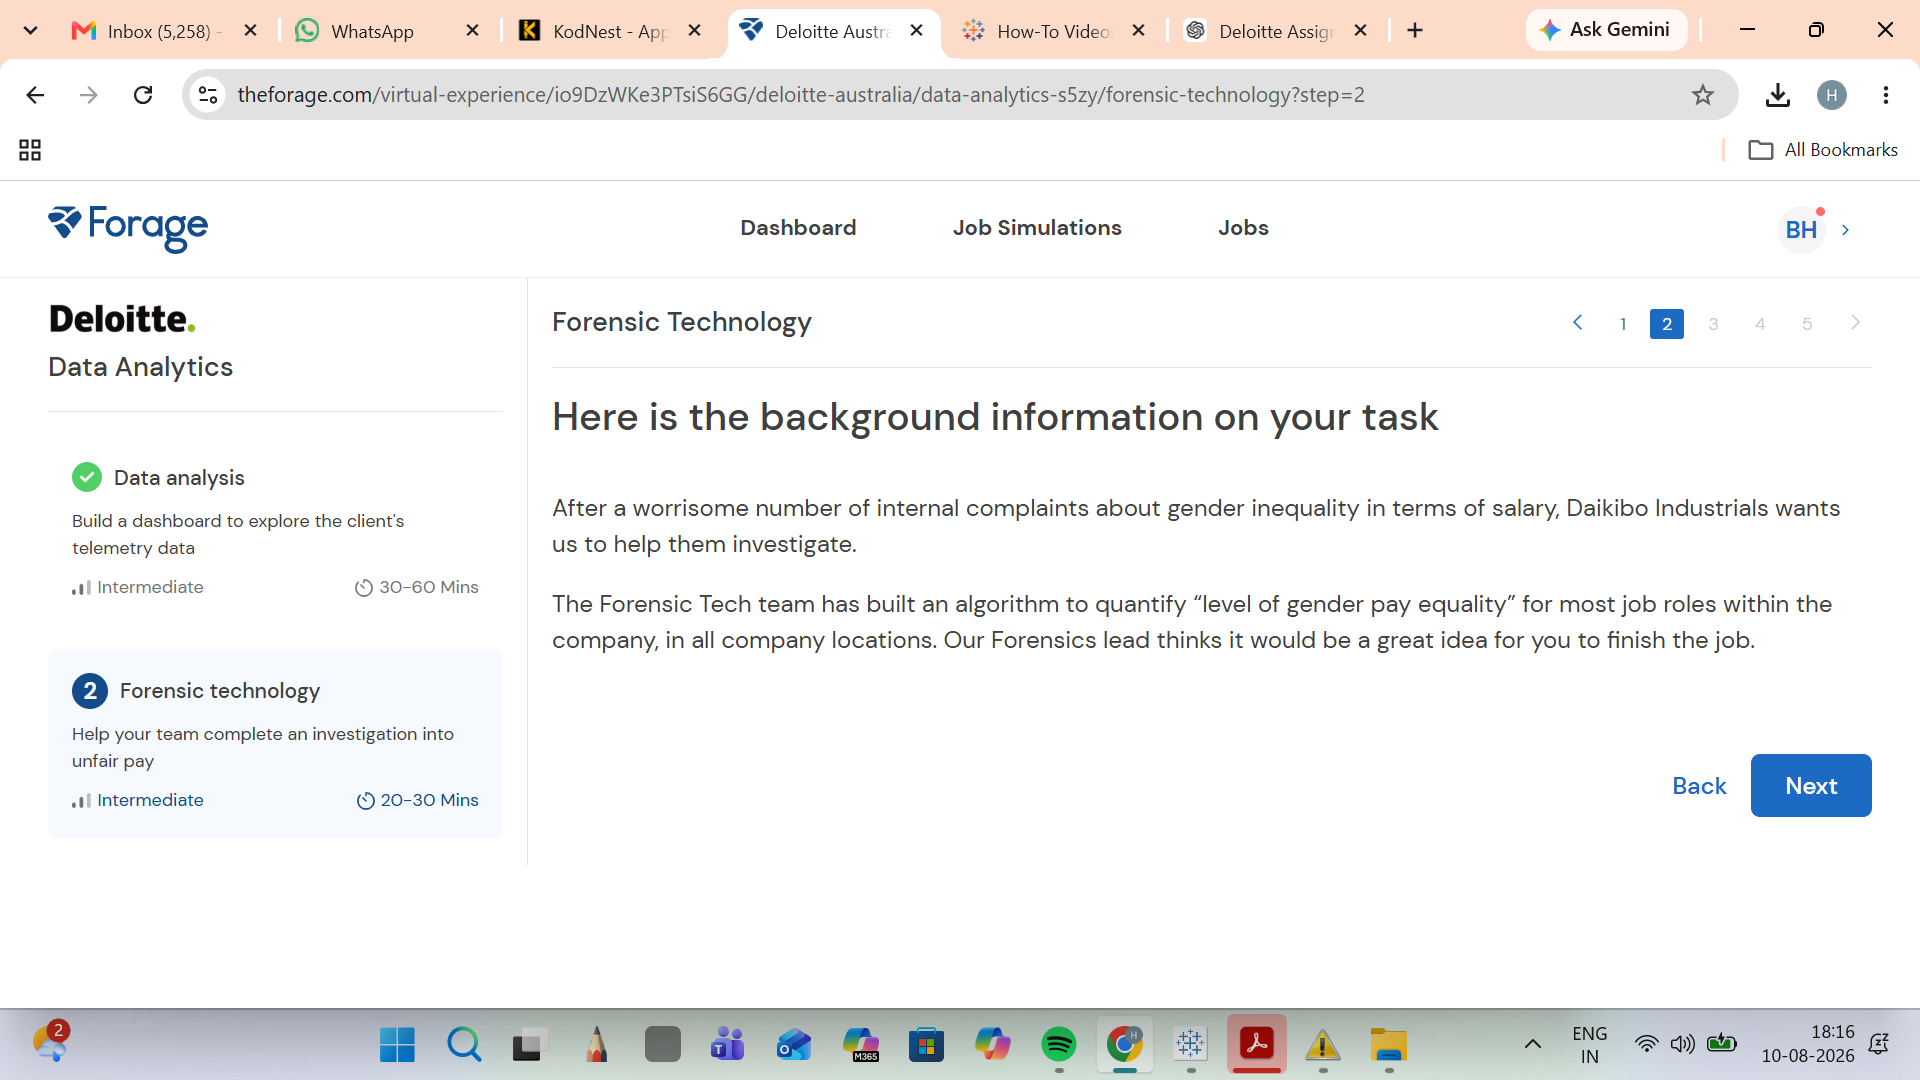 Inbox (5,258) -
WhatsApp
KodNest - App
Deloitte Austra
How-To Videos
Deloitte Assign
Ask Gemini
theforage.com/virtual-experience/io9DzWKe3PTsiS6GG/deloitte-australia/data-analytics-s5zy/forensic-technology?step=2
H
All Bookmarks
Forage
Dashboard
Job Simulations
Jobs
BH
Deloitte.
Data Analytics
Data analysis
Build a dashboard to explore the client's
telemetry data
Intermediate
30-60 Mins
2
Forensic technology
Help your team complete an investigation into
unfair pay
Intermediate
20-30 Mins
Forensic Technology
1
2
3
4
5
Here is the background information on your task
After a worrisome number of internal complaints about gender inequality in terms of salary, Daikibo Industrials wants
us to help them investigate.
The Forensic Tech team has built an algorithm to quantify “level of gender pay equality” for most job roles within the
company, in all company locations. Our Forensics lead thinks it would be a great idea for you to finish the job.
Back
Next
2
M365
H
ENG
IN
18:16
10-08-2026